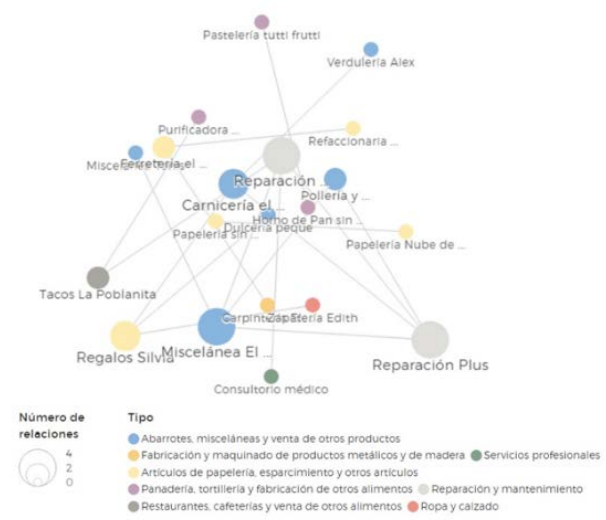 Pastelería tutti frutti
Verdulería Alex
Purificadora ...
Refaccionaria ...
Ferretería el ...
Reparación ...
Carnicería el ...
Pollería y ...
Horno de Pan sin ...
Dulcería peque
Papelería sin ...
Papelería Nube de ...
Tacos La Poblanita
Zapatería Edith
Regalos Silvia
Miscelánea El ...
Reparación Plus
Consultorio médico
Número de
relaciones
4
2
0
Tipo
Abarrotes, misceláneas y venta de otros productos
Fabricación y maquinado de productos metálicos y de madera
Servicios profesionales
Artículos de papelería, esparcimiento y otros artículos
Panadería, tortillería y fabricación de otros alimentos
Reparación y mantenimiento
Restaurantes, cafeterías y venta de otros alimentos
Ropa y calzado